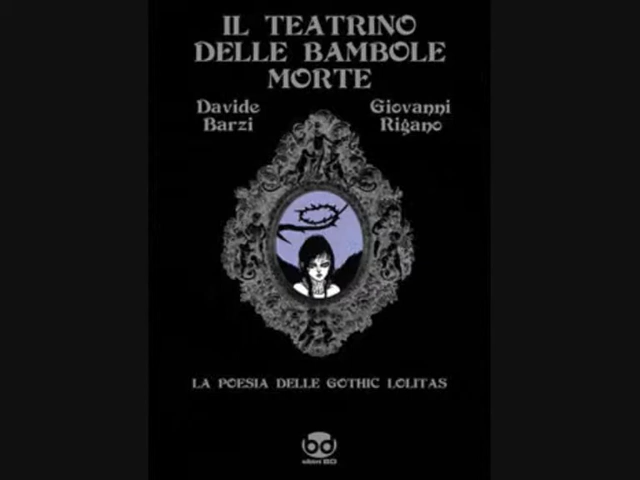 IL TEATRINO
DELLE BAMBOLE
MORTE
Davide
Barzi
Giovanni
Rigano
LA POESIA DELLE GOTHIC LOLITAS
bd